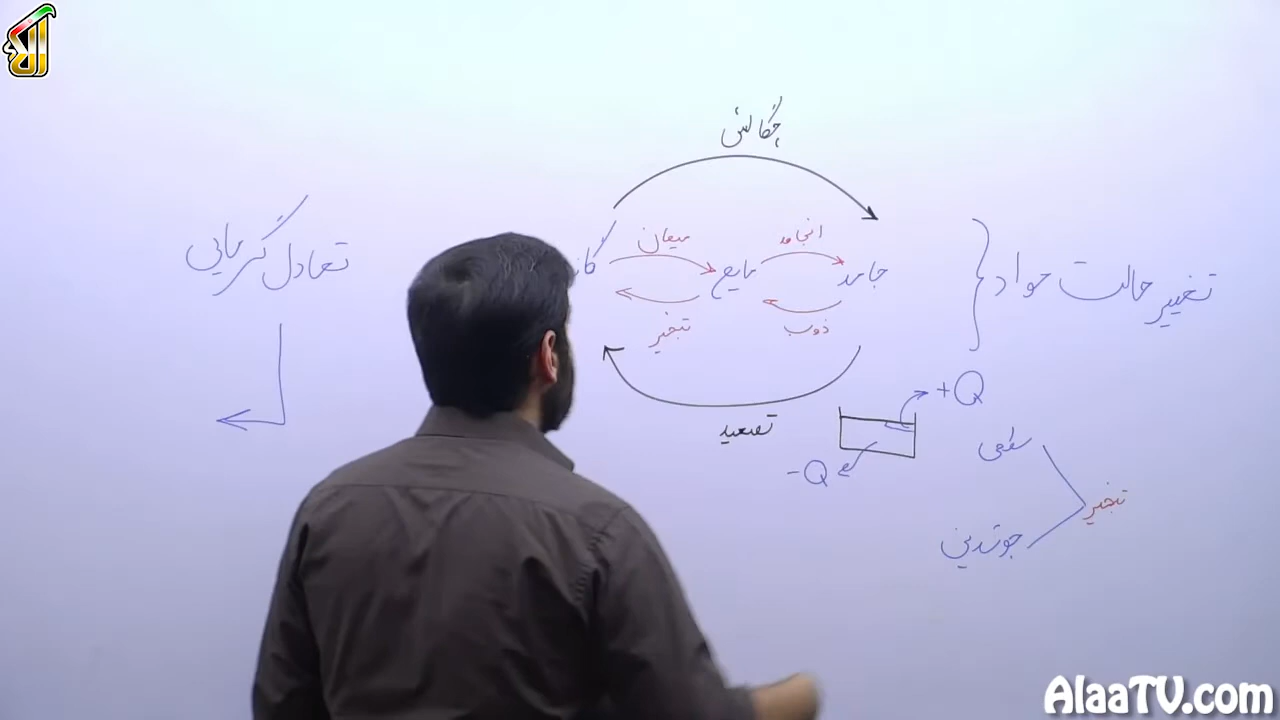 چگالش
تغییر حالت مواد
جامد
انجماد
مایع
میعان
گاز
ذوب
تبخیر
تصعید
تعادل گرمایی
+Q
-Q
تبخیر
سطحی
جوشیدن
AlaaTV.com